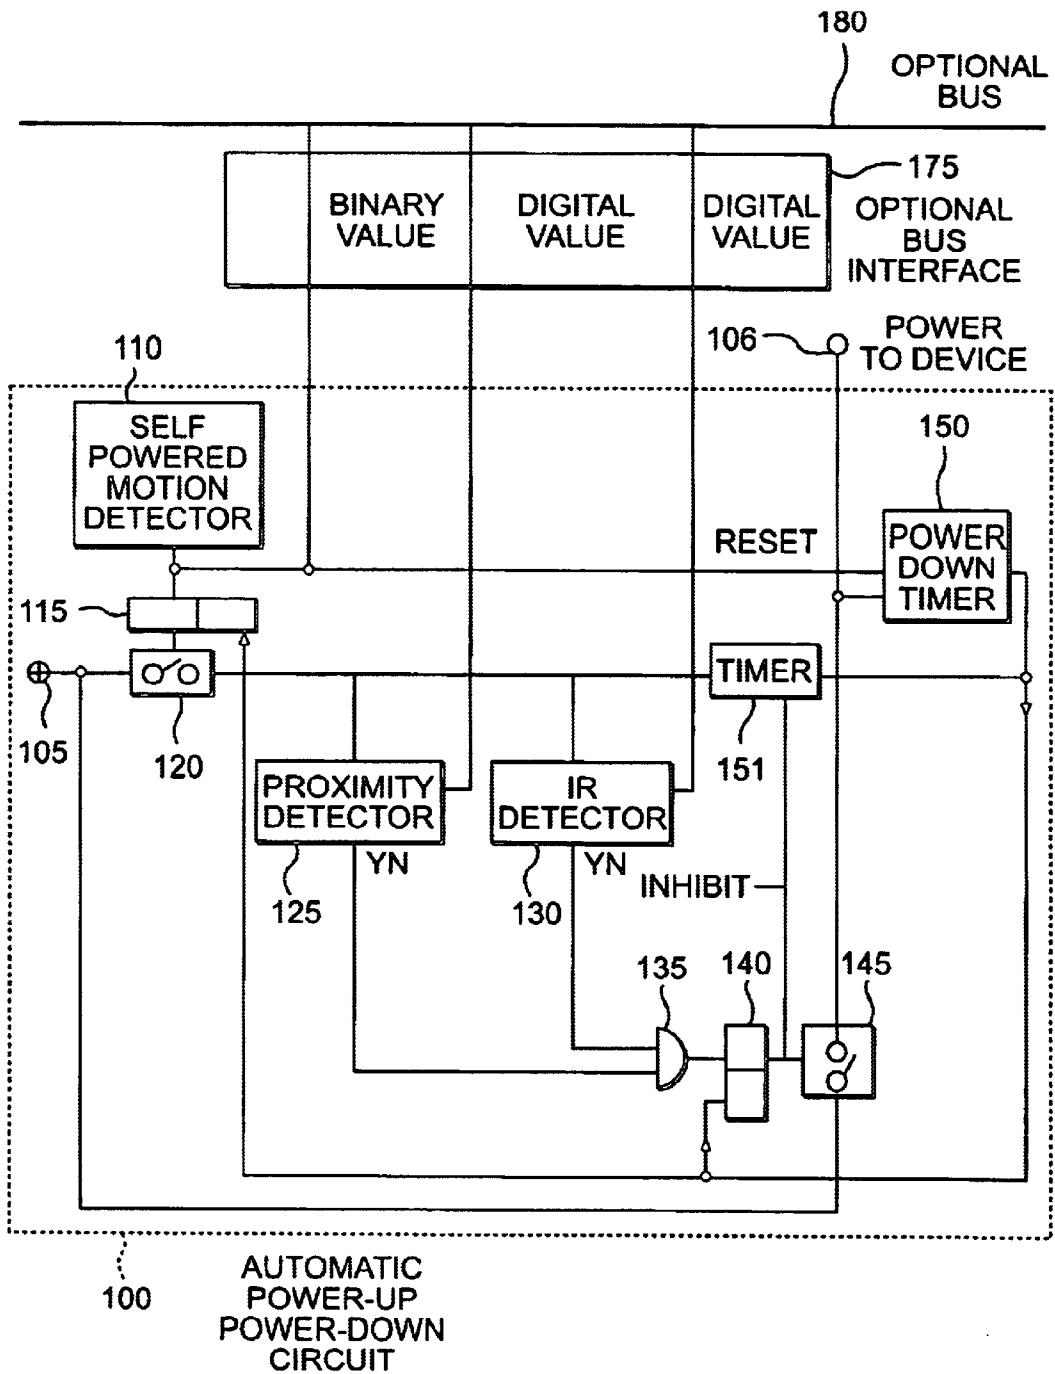 180
OPTIONAL
BUS
175
BINARY
VALUE
DIGITAL
VALUE
DIGITAL
VALUE
OPTIONAL
BUS
INTERFACE
106
POWER
TO DEVICE
110
SELF
POWERED
MOTION
DETECTOR
150
RESET
POWER
DOWN
TIMER
115
105
120
TIMER
151
PROXIMITY
DETECTOR
YN
125
IR
DETECTOR
YN
130
INHIBIT
135
140
145
100
AUTOMATIC
POWER-UP
POWER-DOWN
CIRCUIT